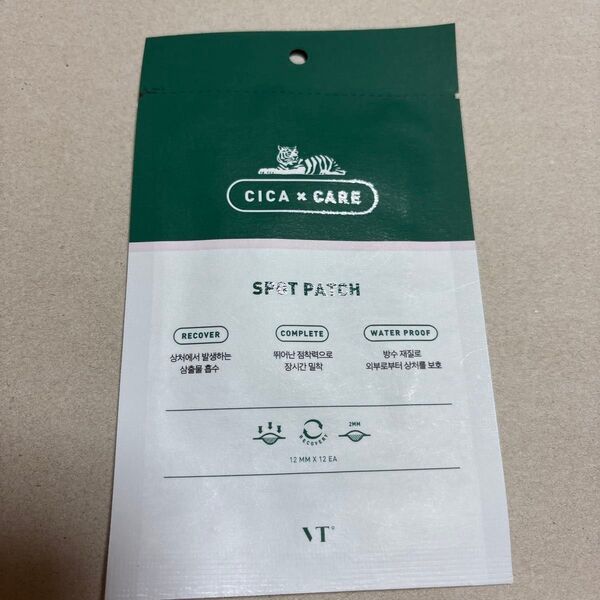 CICA × CARE
SPOT PATCH
RECOVER
상처에서 발생하는
삼출물 흡수
COMPLETE
뛰어난 점착력으로
장시간 밀착
WATER PROOF
방수 재질로
외부로부터 상처를 보호
RECOVERY
2MM
12 MM X 12 EA
VT